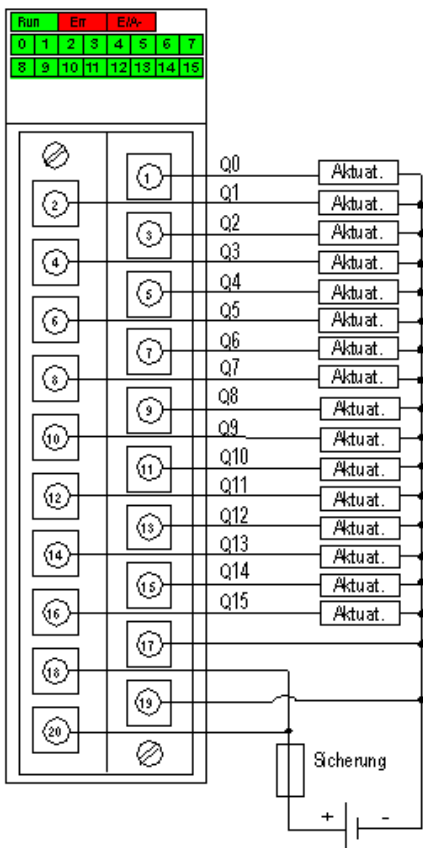 Run Err E/A-
0 1 2 3 4 5 6 7
8 9 10 11 12 13 14 15
1 Q0 Aktuat.
2 Q1 Aktuat.
3 Q2 Aktuat.
4 Q3 Aktuat.
5 Q4 Aktuat.
6 Q5 Aktuat.
7 Q6 Aktuat.
8 Q7 Aktuat.
9 Q8 Aktuat.
10 Q9 Aktuat.
11 Q10 Aktuat.
12 Q11 Aktuat.
13 Q12 Aktuat.
14 Q13 Aktuat.
15 Q14 Aktuat.
16 Q15 Aktuat.
17
18
19
20
Sicherung
+ -